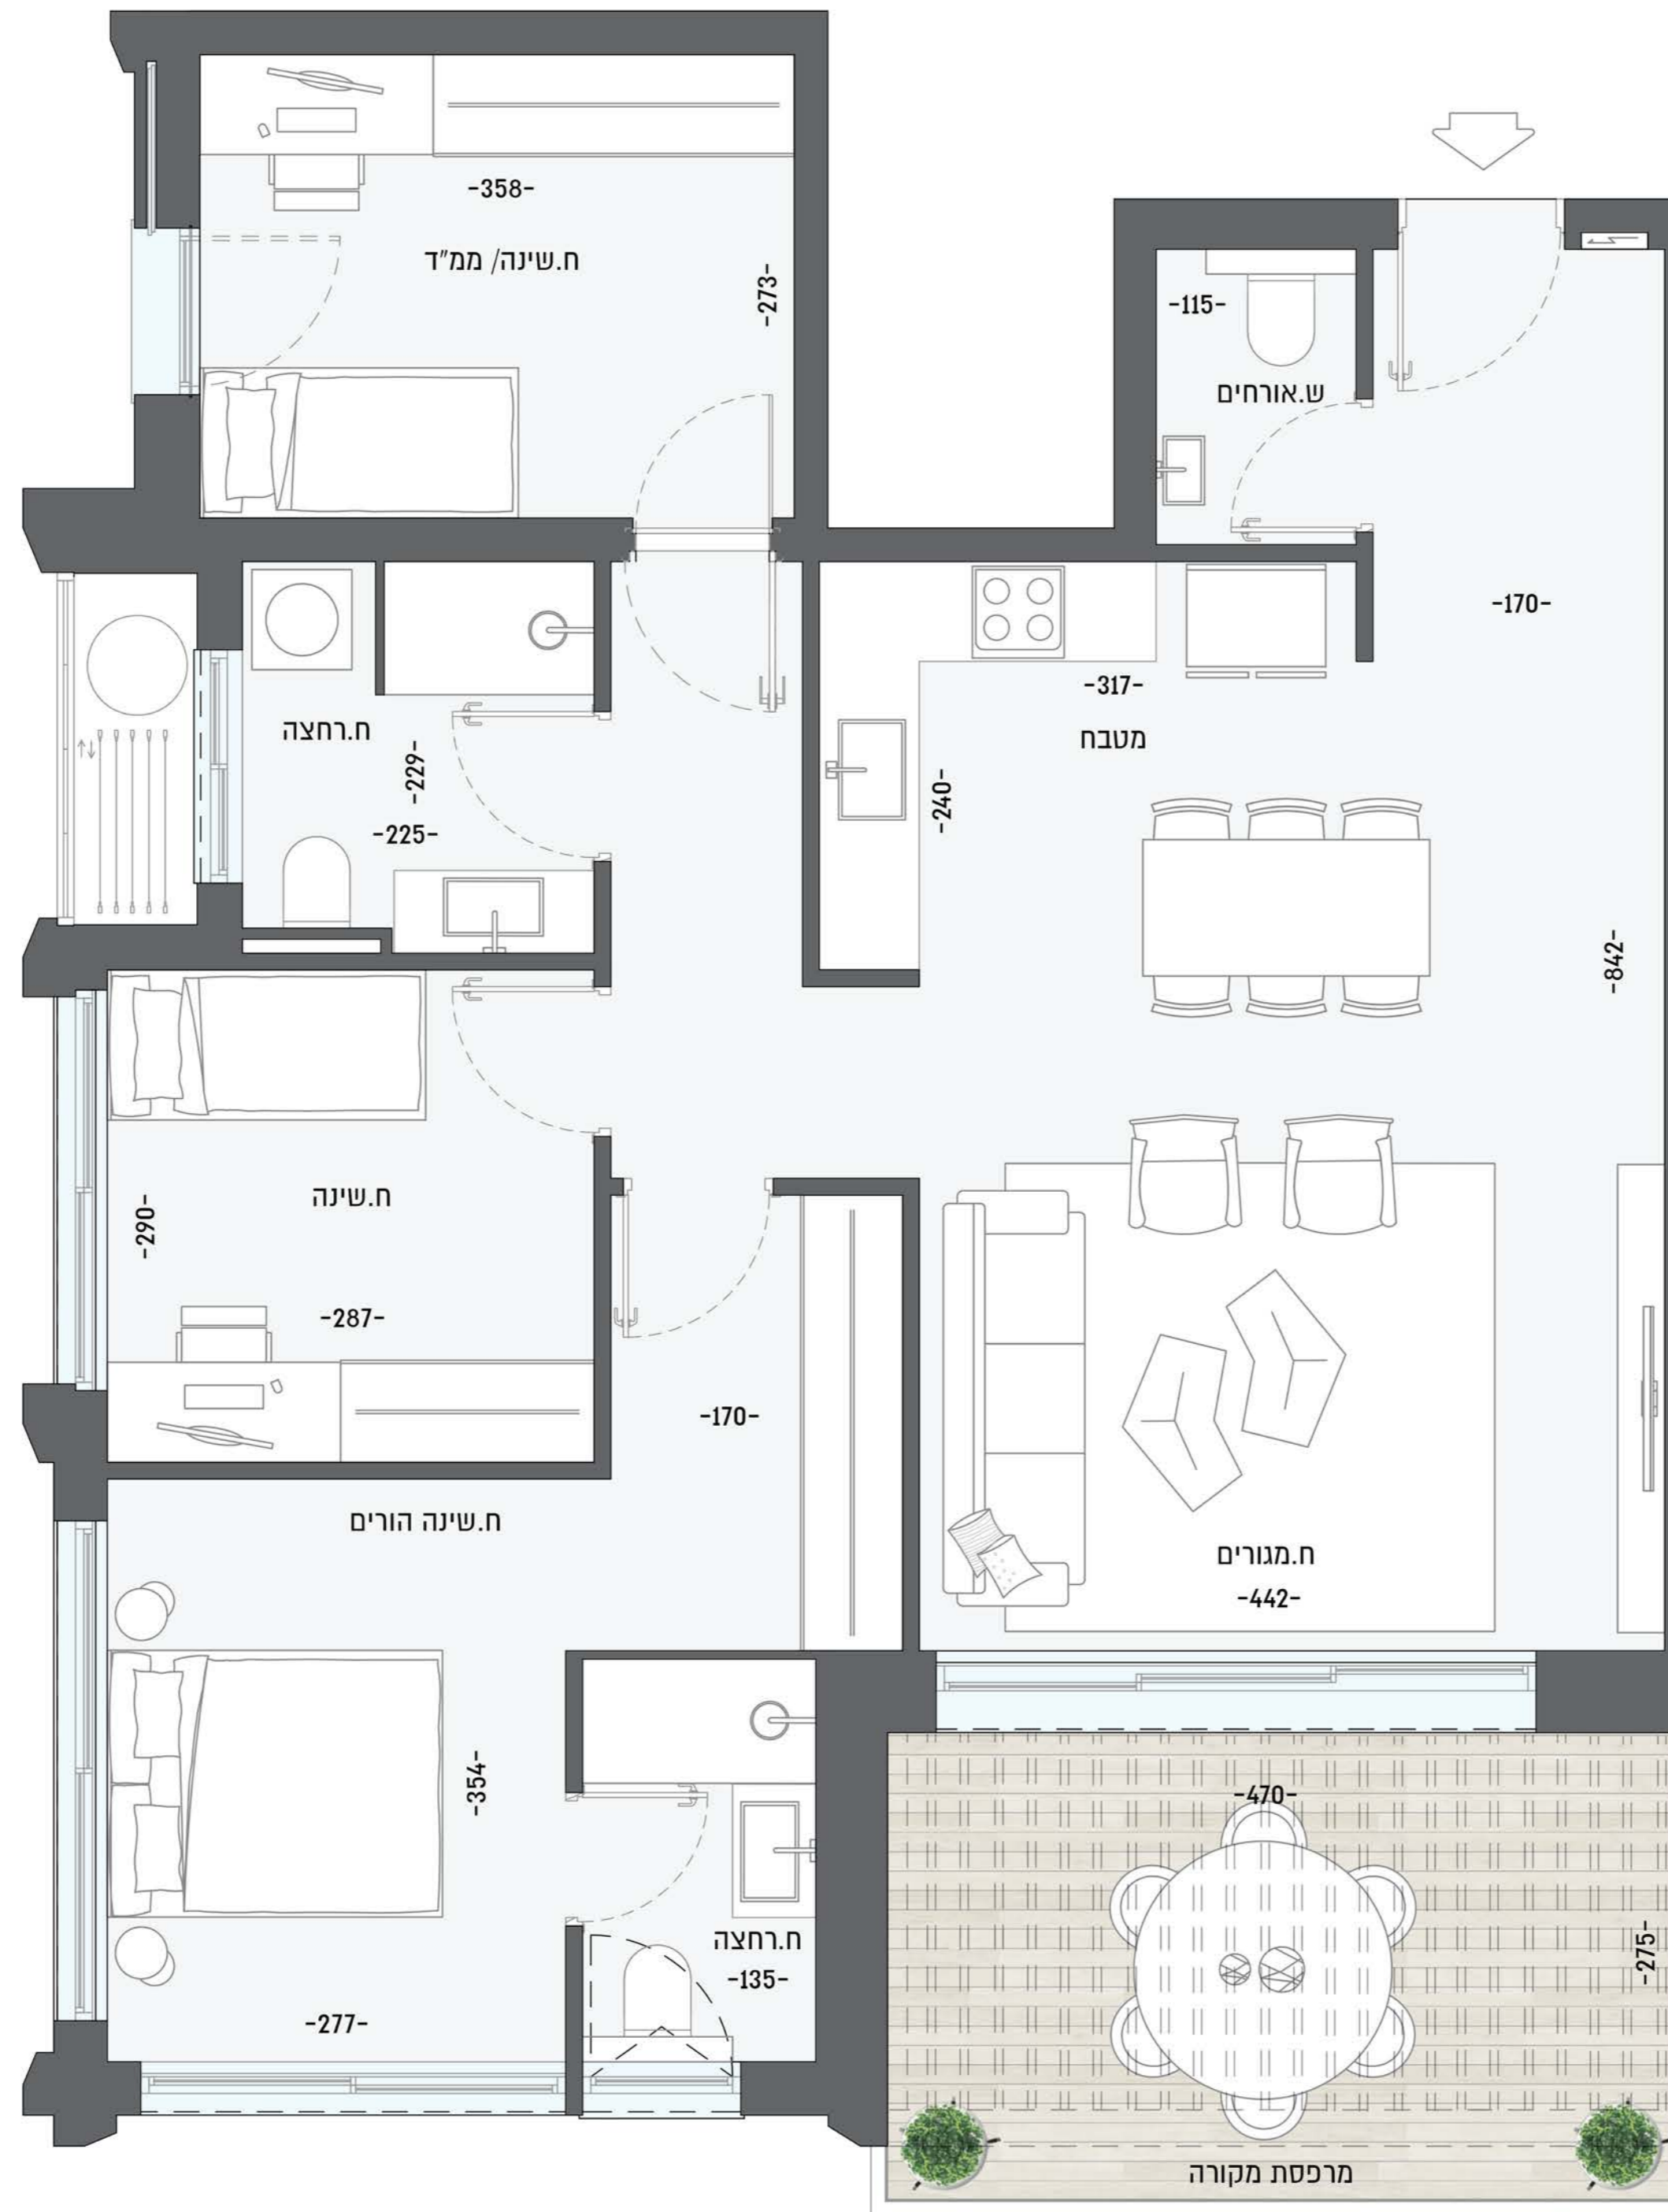 -358-
ח.שינה/ ממ"ד
-273-
-115-
ש.אורחים
-170-
-317-
מטבח
-240-
ח.רחצה
-229-
-225-
-842-
ח.שינה
-290-
-287-
-170-
ח.שינה הורים
ח.מגורים
-442-
-354-
-470-
ח.רחצה
-135-
-275-
-277-
מרפסת מקורה